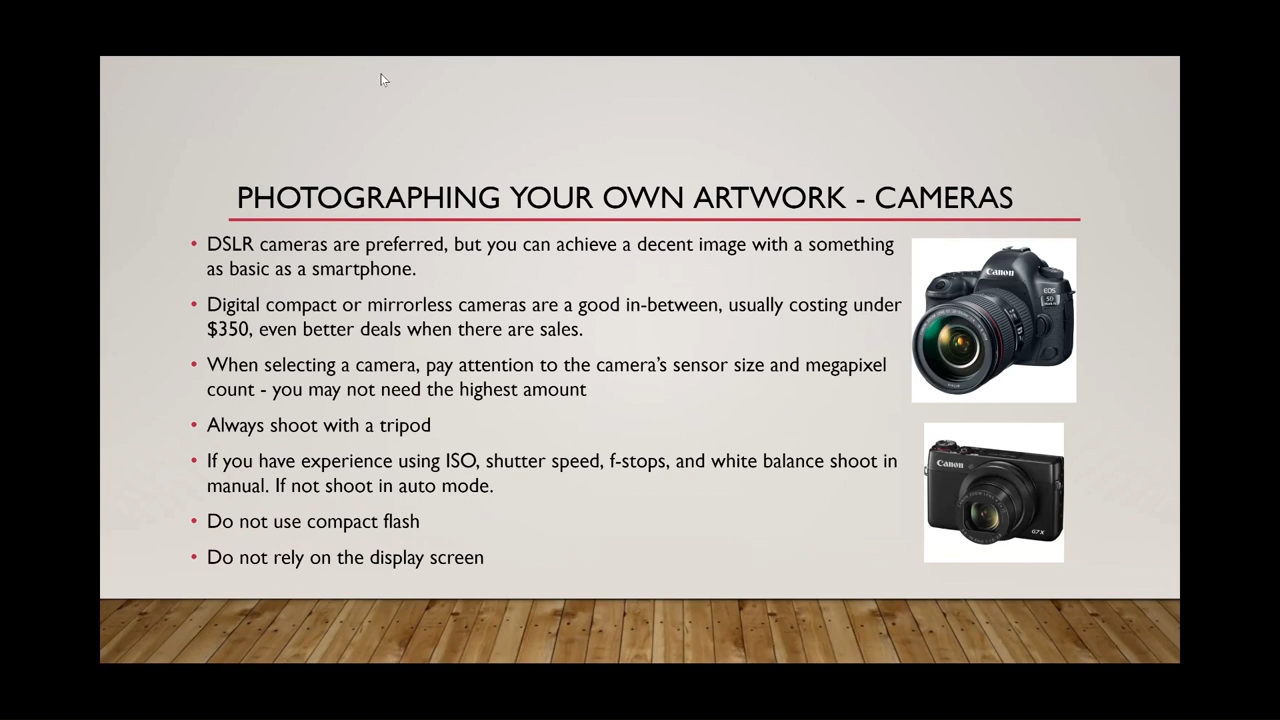 PHOTOGRAPHING YOUR OWN ARTWORK - CAMERAS
• DSLR cameras are preferred, but you can achieve a decent image with a something
as basic as a smartphone.
• Digital compact or mirrorless cameras are a good in-between, usually costing under
$350, even better deals when there are sales.
• When selecting a camera, pay attention to the camera’s sensor size and megapixel
count - you may not need the highest amount
• Always shoot with a tripod
• If you have experience using ISO, shutter speed, f-stops, and white balance shoot in
manual. If not shoot in auto mode.
• Do not use compact flash
• Do not rely on the display screen
Canon
EOS
5D
Canon
G7X